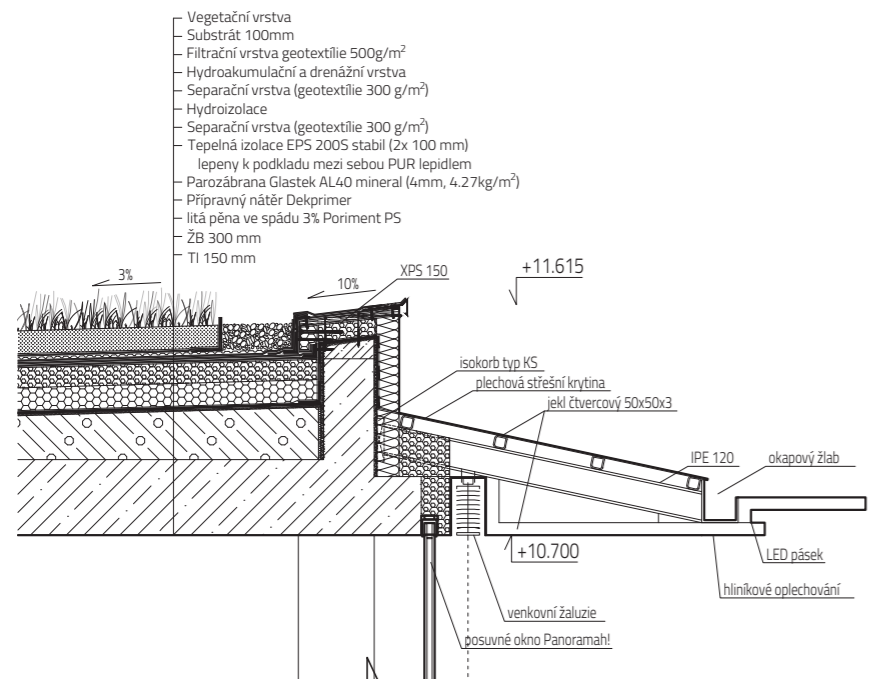 Vegetační vrstva
Substrát 100mm
Filtrační vrstva geotextílie 500g/m²
Hydroakumulační a drenážní vrstva
Separační vrstva (geotextílie 300 g/m²)
Hydroizolace
Separační vrstva (geotextílie 300 g/m²)
Tepelná izolace EPS 200S stabil (2x 100 mm)
lepeny k podkladu mezi sebou PUR lepidlem
Parozábrana Glastek AL40 mineral (4mm, 4.27kg/m²)
Přípravný nátěr Dekprimer
litá pěna ve spádu 3% Poriment PS
ŽB 300 mm
TI 150 mm
3%
10%
XPS 150
+11.615
isokorb typ KS
plechová střešní krytina
jekl čtvercový 50x50x3
IPE 120
okapový žlab
+10.700
LED pásek
hliníkové oplechování
venkovní žaluzie
posuvné okno Panoramah!